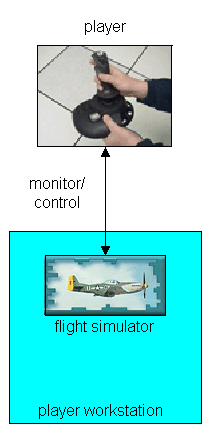 player
monitor/
control
flight simulator
player workstation